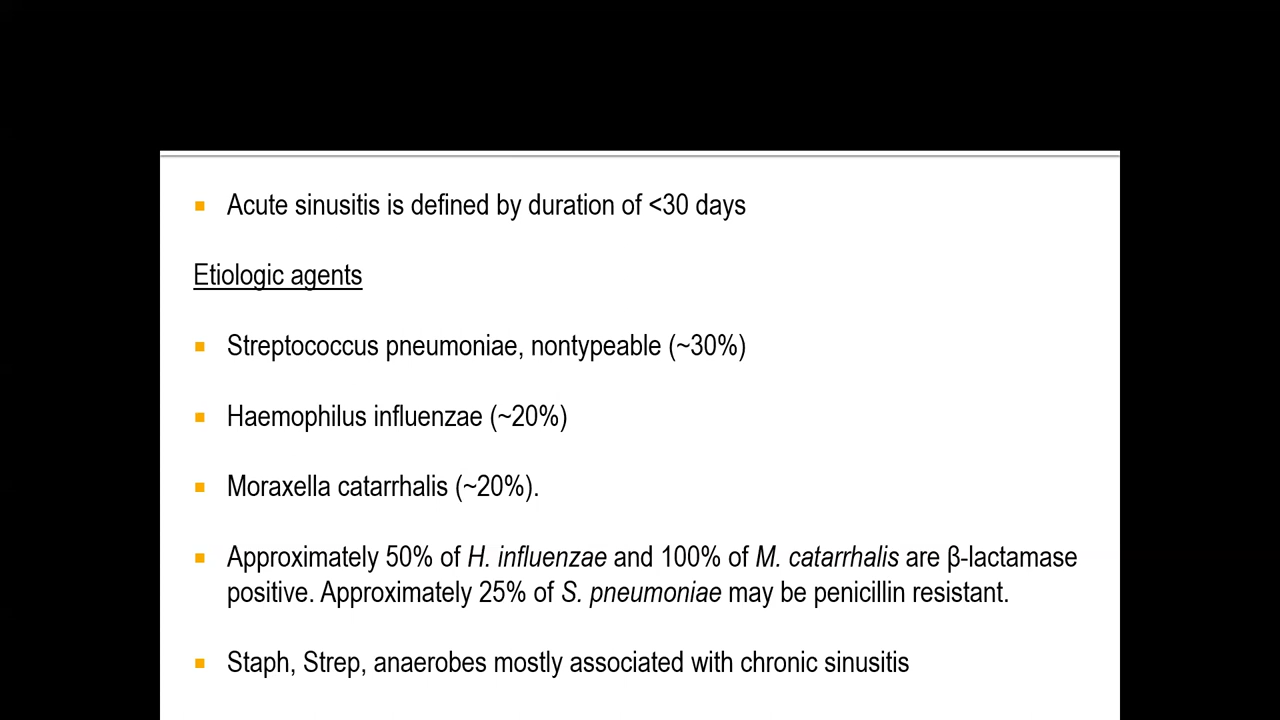 Acute sinusitis is defined by duration of <30 days
Etiologic agents
Streptococcus pneumoniae, nontypeable (~30%)
Haemophilus influenzae (~20%)
Moraxella catarrhalis (~20%).
Approximately 50% of H. influenzae and 100% of M. catarrhalis are β-lactamase
positive. Approximately 25% of S. pneumoniae may be penicillin resistant.
Staph, Strep, anaerobes mostly associated with chronic sinusitis